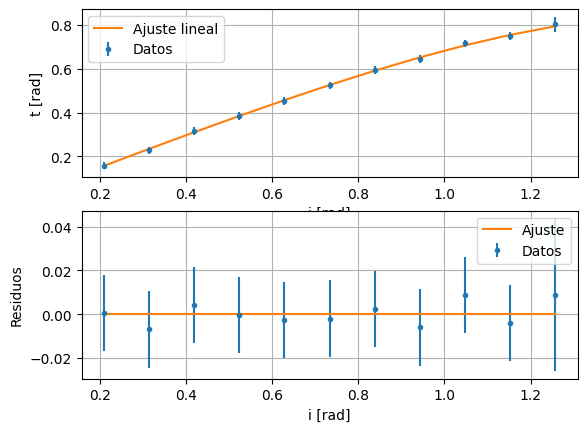 Ajuste lineal
Datos
t [rad]
0.8
0.6
0.4
0.2
0.2 0.4 0.6 0.8 1.0 1.2
i [rad]
Ajuste
Datos
Residuos
0.04
0.02
0.00
−0.02
0.2 0.4 0.6 0.8 1.0 1.2
i [rad]